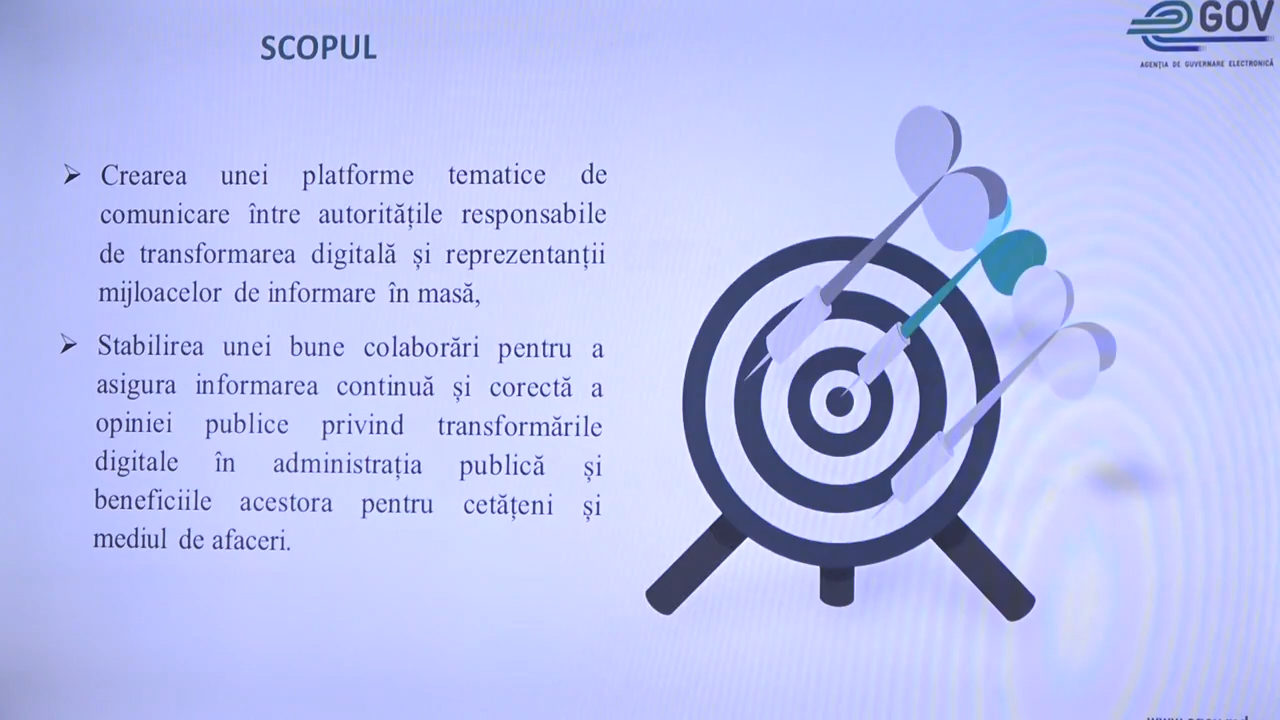 SCOPUL
GOV
AGENȚIA DE GUVERNARE ELECTRONICĂ
➢ Crearea unei platforme tematice de
comunicare între autoritățile responsabile
de transformarea digitală și reprezentanții
mijloacelor de informare în masă,
➢ Stabilirea unei bune colaborări pentru a
asigura informarea continuă și corectă a
opiniei publice privind transformările
digitale în administrația publică și
beneficiile acestora pentru cetățeni și
mediul de afaceri.